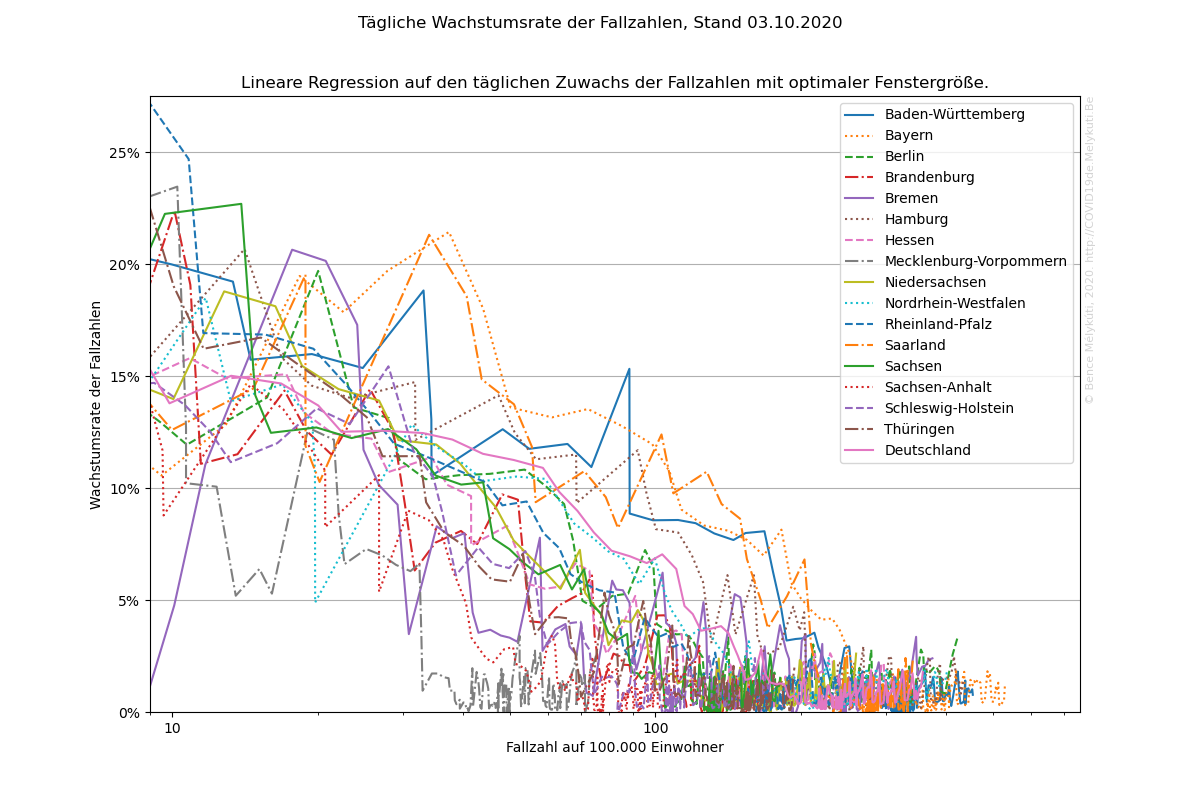 Tägliche Wachstumsrate der Fallzahlen, Stand 03.10.2020
Lineare Regression auf den täglichen Zuwachs der Fallzahlen mit optimaler Fenstergröße.
Wachstumsrate der Fallzahlen
25%
20%
15%
10%
5%
0%
10
100
Fallzahl auf 100.000 Einwohner
Baden-Württemberg
Bayern
Berlin
Brandenburg
Bremen
Hamburg
Hessen
Mecklenburg-Vorpommern
Niedersachsen
Nordrhein-Westfalen
Rheinland-Pfalz
Saarland
Sachsen
Sachsen-Anhalt
Schleswig-Holstein
Thüringen
Deutschland
© Bence Mélykúti, 2020. http://COVID19de.Melykuti.Be